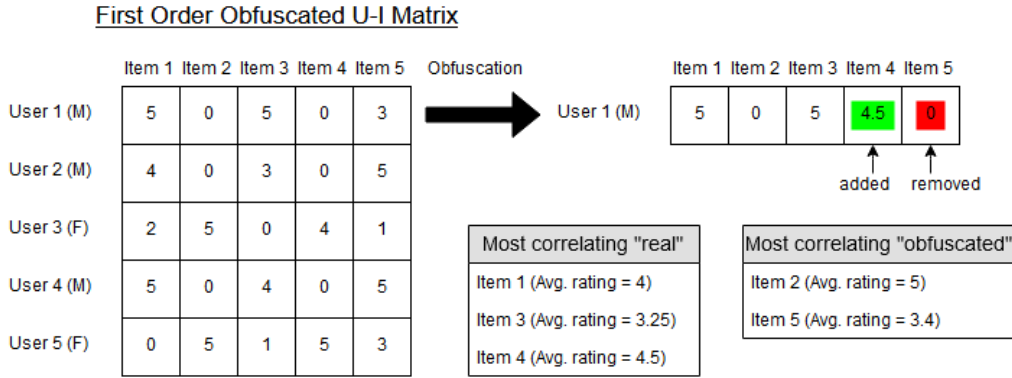 First Order Obfuscated U-I Matrix
Item 1 Item 2 Item 3 Item 4 Item 5 Obfuscation Item 1 Item 2 Item 3 Item 4 Item 5
User 1 (M) 5 0 5 0 3 User 1 (M) 5 0 5 4.5 0
User 2 (M) 4 0 3 0 5 added removed
User 3 (F) 2 5 0 4 1 Most correlating "real" Most correlating "obfuscated"
User 4 (M) 5 0 4 0 5 Item 1 (Avg. rating = 4) Item 2 (Avg. rating = 5)
Item 3 (Avg. rating = 3.25) Item 5 (Avg. rating = 3.4)
User 5 (F) 0 5 1 5 3 Item 4 (Avg. rating = 4.5)